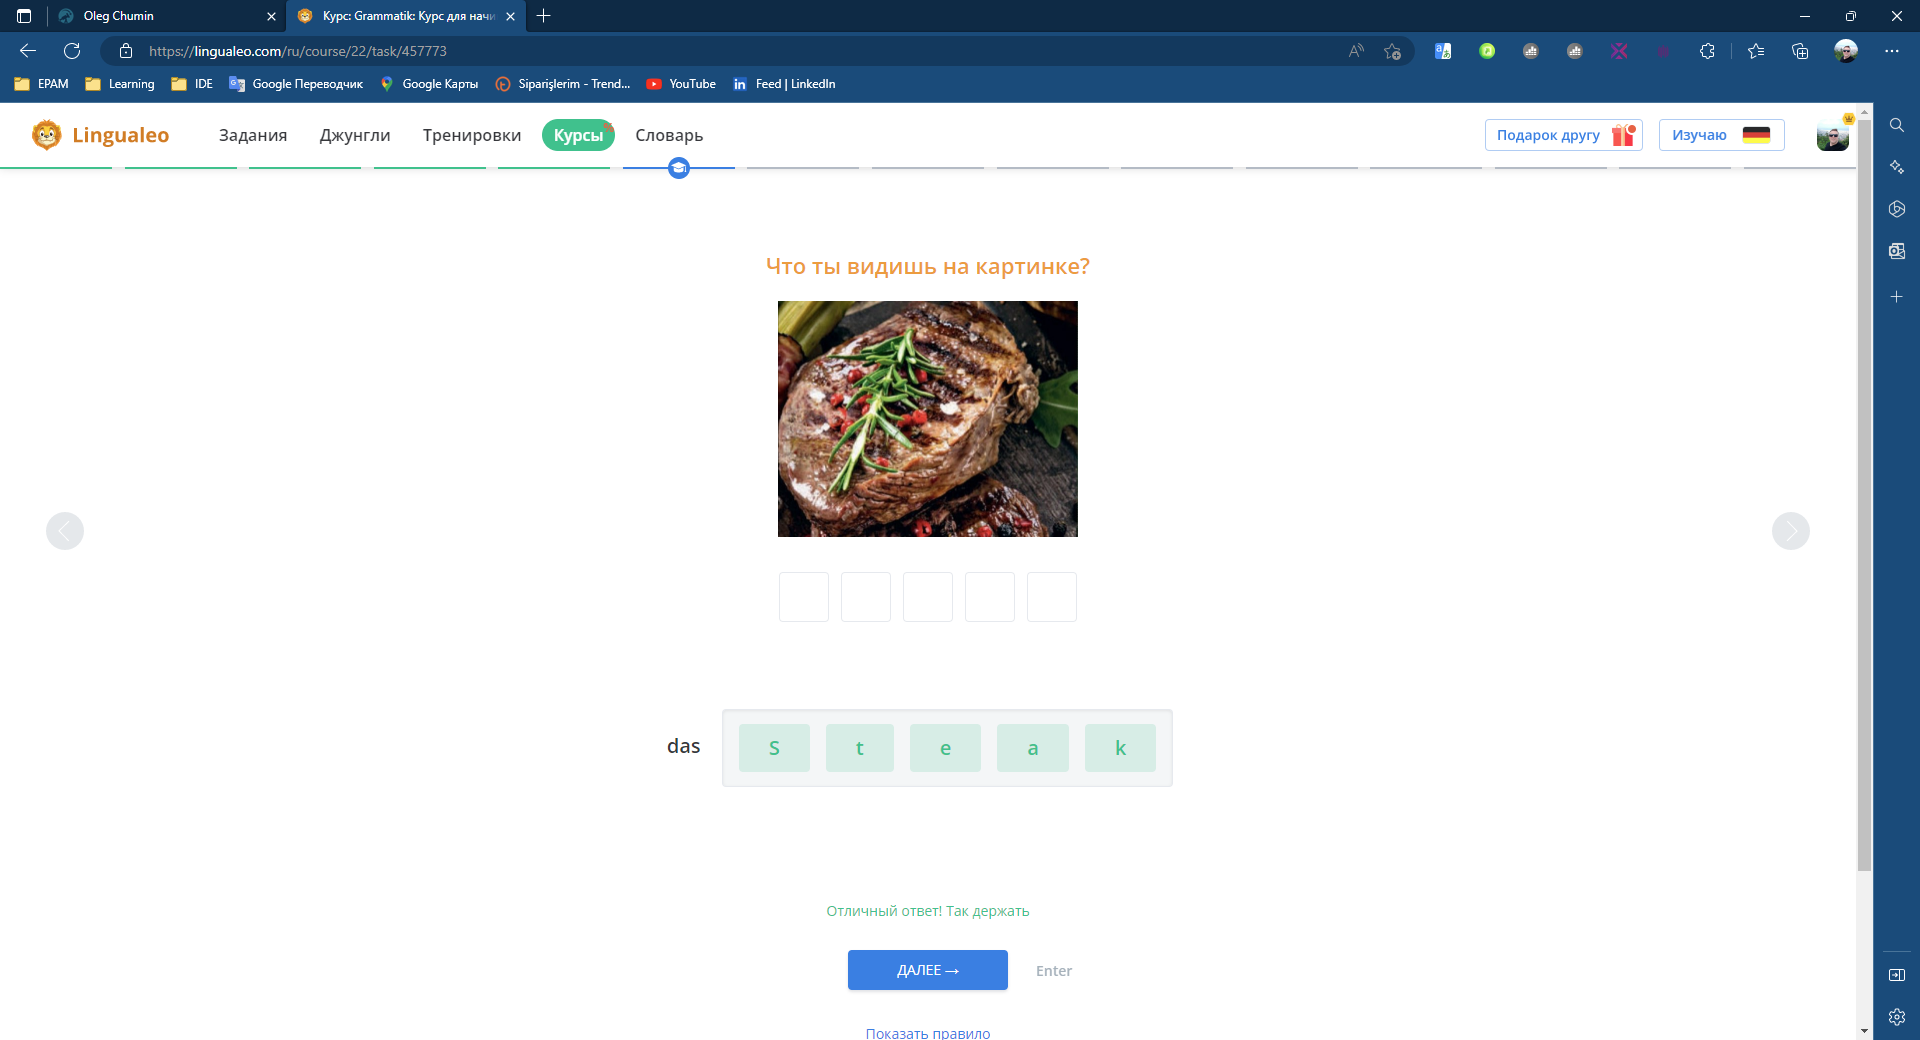 Oleg Chumin
Курс: Grammatik: Курс для начи
https://lingualeo.com/ru/course/22/task/457773
EPAM
Learning
IDE
Google Переводчик
Google Карты
Siparişlerim - Trend...
YouTube
Feed | LinkedIn
Lingualeo
Задания
Джунгли
Тренировки
Курсы
Словарь
Подарок другу
Изучаю
Что ты видишь на картинке?
das
S t e a k
Отличный ответ! Так держать
ДАЛЕЕ →
Enter
Показать правило